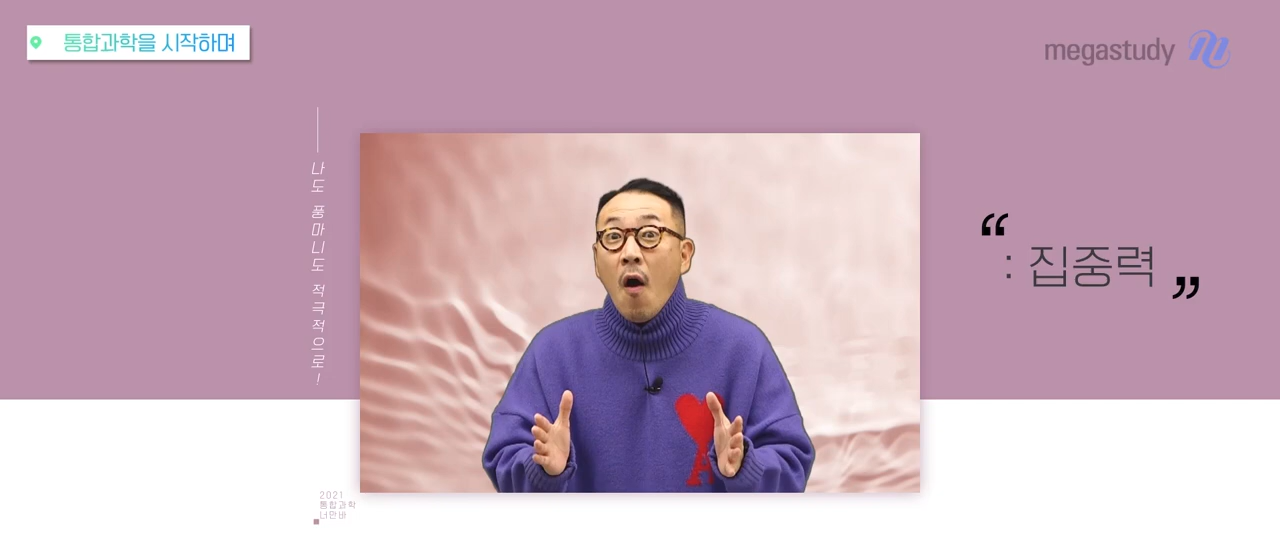 통합과학을 시작하며
megastudy
나도 풍마니도 적극적으로!
“
: 집중력
”
2021
통합과학
너만바